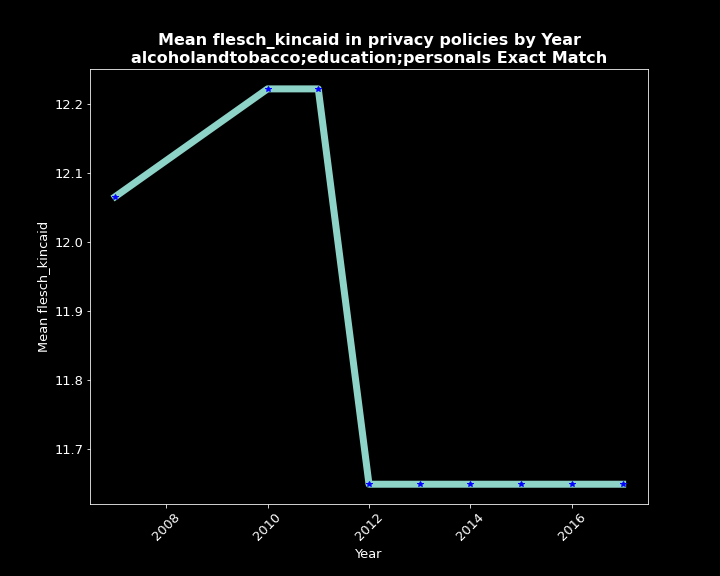 Mean flesch_kincaid in privacy policies by Year
alcoholandtobacco;education;personals Exact Match
12.2
12.1
12.0
11.9
11.8
11.7
Mean flesch_kincaid
2008
2010
2012
2014
2016
Year